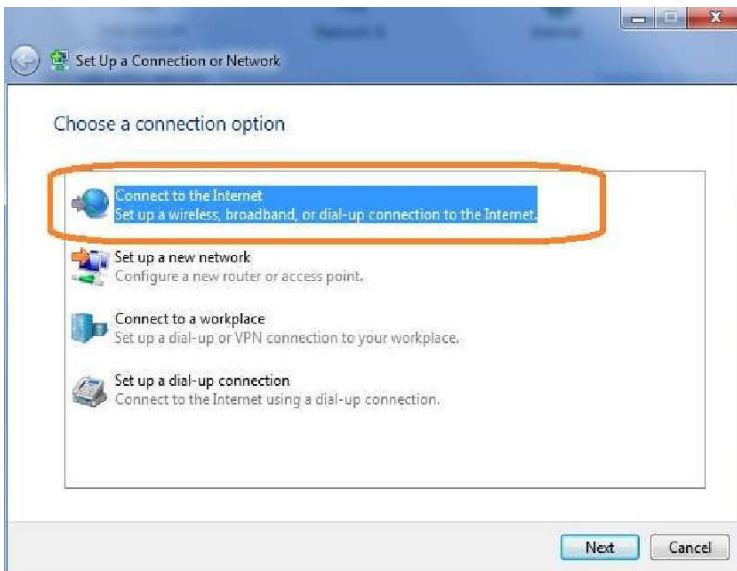 Set Up a Connection or Network
Choose a connection option
Connect to the Internet
Set up a wireless, broadband, or dial-up connection to the Internet.
Set up a new network
Configure a new router or access point.
Connect to a workplace
Set up a dial-up or VPN connection to your workplace.
Set up a dial-up connection
Connect to the Internet using a dial-up connection.
Next
Cancel